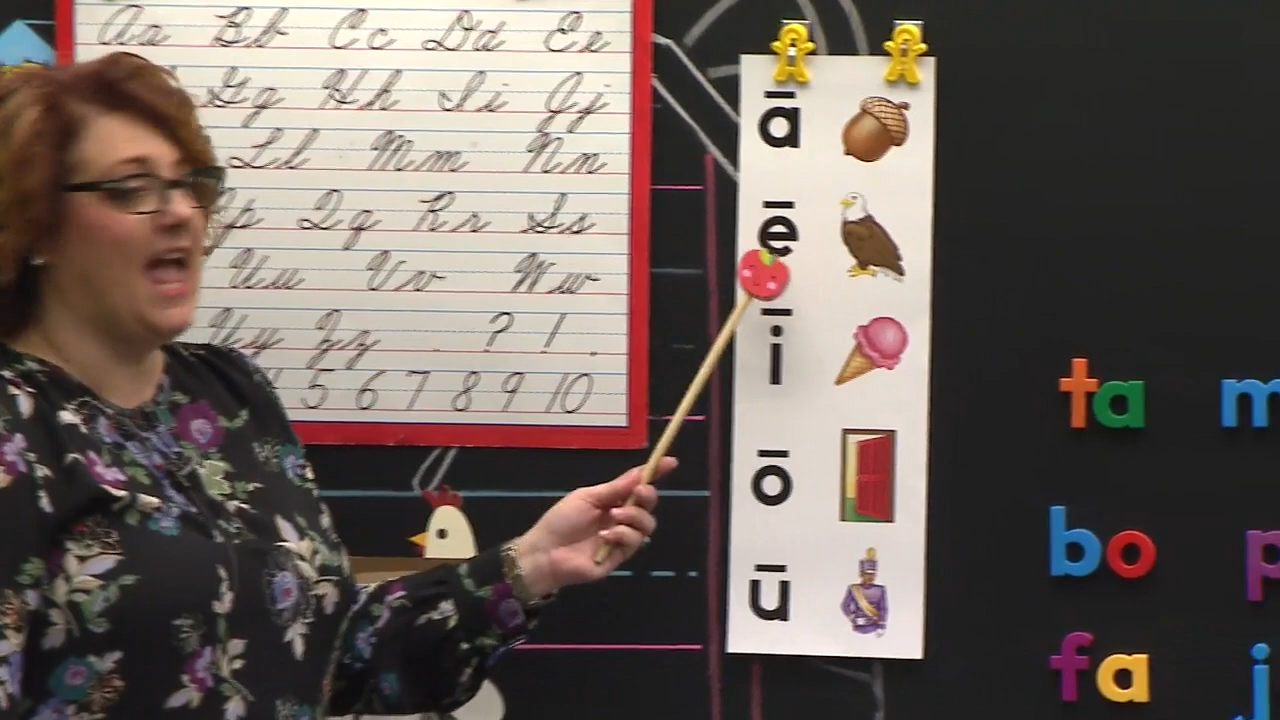 Aa Bb Cc Dd Ee
Gg Hh Ii Jj
Ll Mm Nn
Pp Qq Rr Ss
Uu Vv Ww
Yy Zz . ? ! .
5 6 7 8 9 10
ā
ē
ī
ō
ū
ta m
bo p
fa j